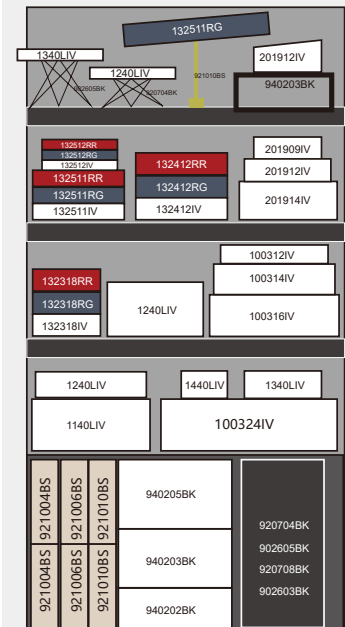 132511RG
1340LIV
201912IV
1240LIV
921010BS
940203BK
902605BK
920704BK
132512RR
132512RG
132512IV
132511RR
132511RG
132511IV
132412RR
132412RG
132412IV
201909IV
201912IV
201914IV
132318RR
132318RG
132318IV
1240LIV
100312IV
100314IV
100316IV
1240LIV
1440LIV
1340LIV
1140LIV
100324IV
921004BS
921006BS
921010BS
921004BS
921006BS
921010BS
940205BK
940203BK
940202BK
920704BK
902605BK
920708BK
902603BK